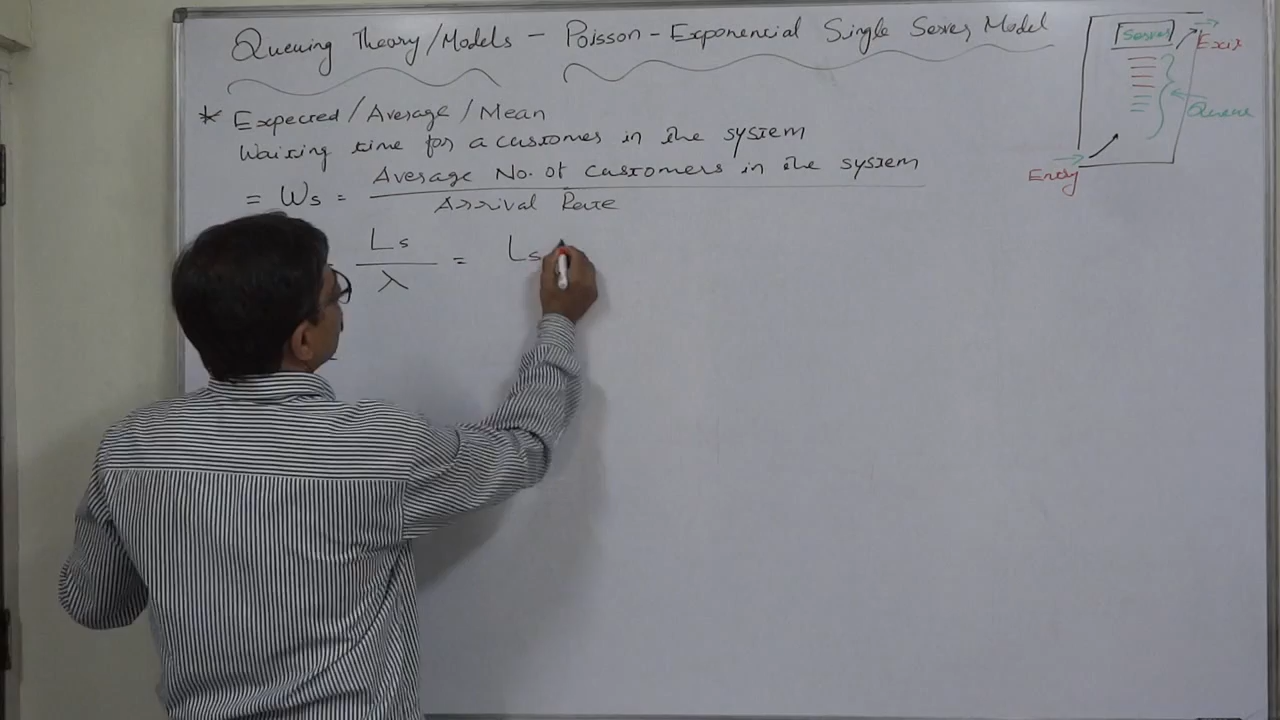 Queuing Theory/Models - Poisson - Exponencial Single Server Model
* Expected/Average/Mean
Waiting time for a customer in the system
= Ws = Average No. of customers in the system
Arrival Rate
Ls
λ
= Ls
Server
Exit
Queue
Entry